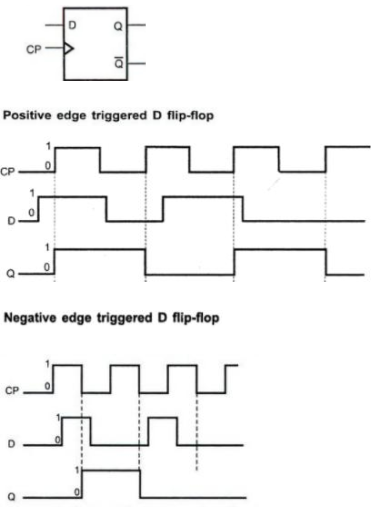 D Q
CP
Q̅
Positive edge triggered D flip-flop
1
CP 0
1
D 0
1
Q 0
Negative edge triggered D flip-flop
1
CP 0
1
D 0
1
Q 0